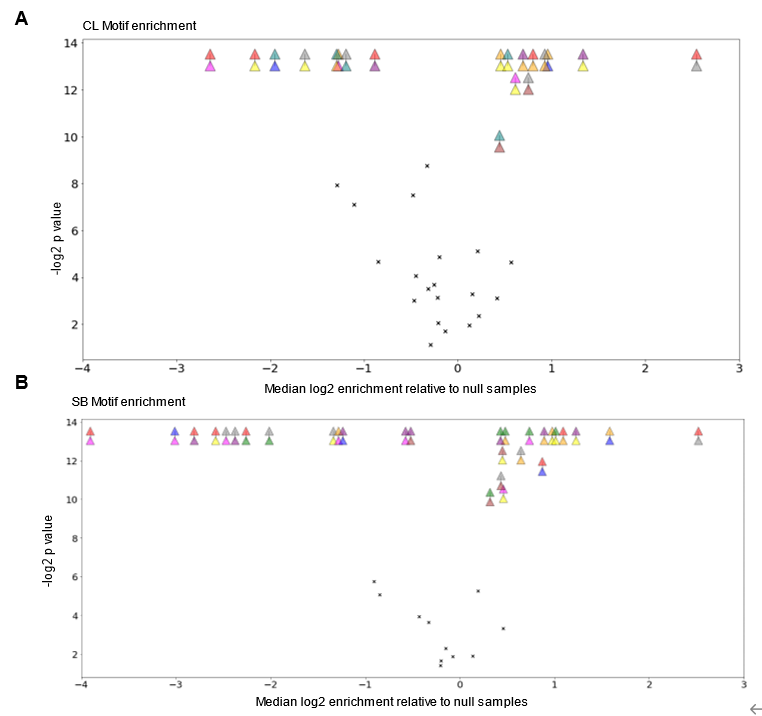 A
CL Motif enrichment
14
12
10
8
6
4
2
-log2 p value
−4 −3 −2 −1 0 1 2 3
Median log2 enrichment relative to null samples
B
SB Motif enrichment
14
12
10
8
6
4
2
-log2 p value
−4 −3 −2 −1 0 1 2 3
Median log2 enrichment relative to null samples
←